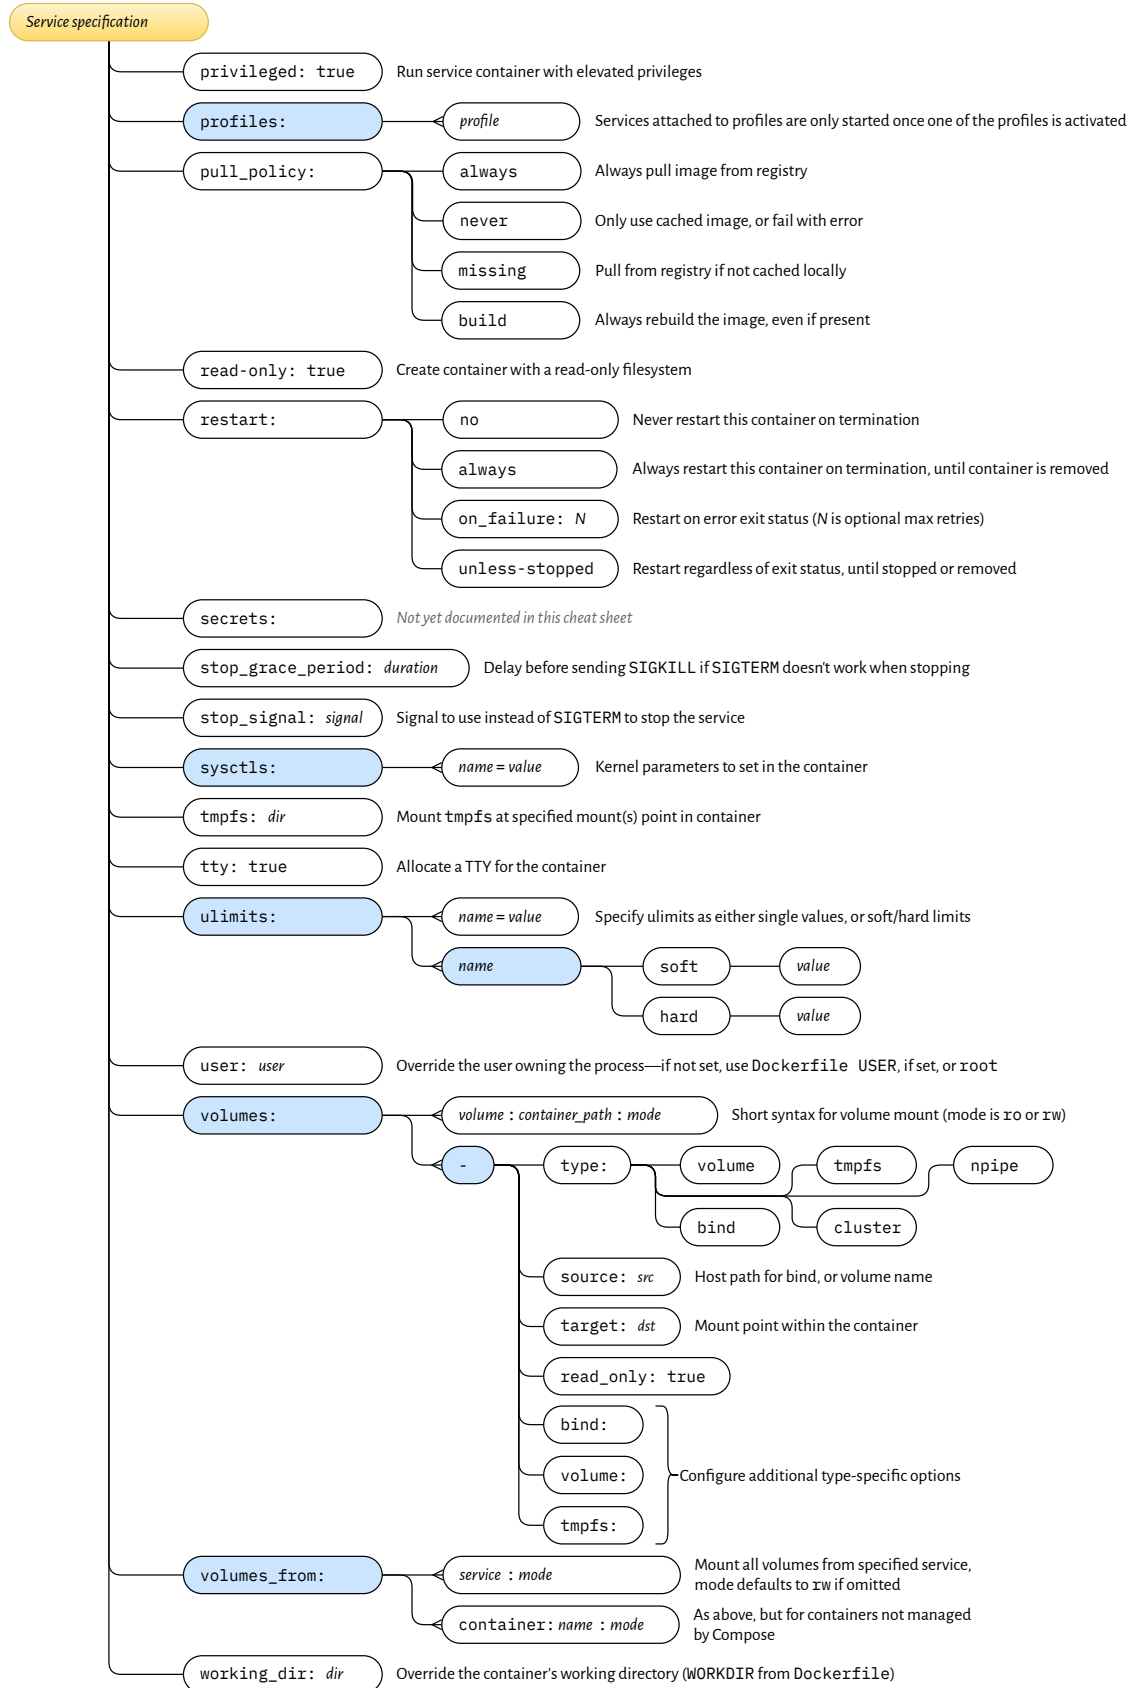 Service specification
privileged: true Run service container with elevated privileges
profiles: profile Services attached to profiles are only started once one of the profiles is activated
pull_policy: always Always pull image from registry
never Only use cached image, or fail with error
missing Pull from registry if not cached locally
build Always rebuild the image, even if present
read-only: true Create container with a read-only filesystem
restart: no Never restart this container on termination
always Always restart this container on termination, until container is removed
on_failure: N Restart on error exit status (N is optional max retries)
unless-stopped Restart regardless of exit status, until stopped or removed
secrets: Not yet documented in this cheat sheet
stop_grace_period: duration Delay before sending SIGKILL if SIGTERM doesn't work when stopping
stop_signal: signal Signal to use instead of SIGTERM to stop the service
sysctls: name = value Kernel parameters to set in the container
tmpfs: dir Mount tmpfs at specified mount(s) point in container
tty: true Allocate a TTY for the container
ulimits: name = value Specify ulimits as either single values, or soft/hard limits
name soft value
hard value
user: user Override the user owning the process—if not set, use Dockerfile USER, if set, or root
volumes: volume : container_path : mode Short syntax for volume mount (mode is ro or rw)
- type: volume tmpfs npipe
bind cluster
source: src Host path for bind, or volume name
target: dst Mount point within the container
read_only: true
bind:
volume: Configure additional type-specific options
tmpfs:
volumes_from: service : mode Mount all volumes from specified service,
mode defaults to rw if omitted
container: name : mode As above, but for containers not managed
by Compose
working_dir: dir Override the container's working directory (WORKDIR from Dockerfile)